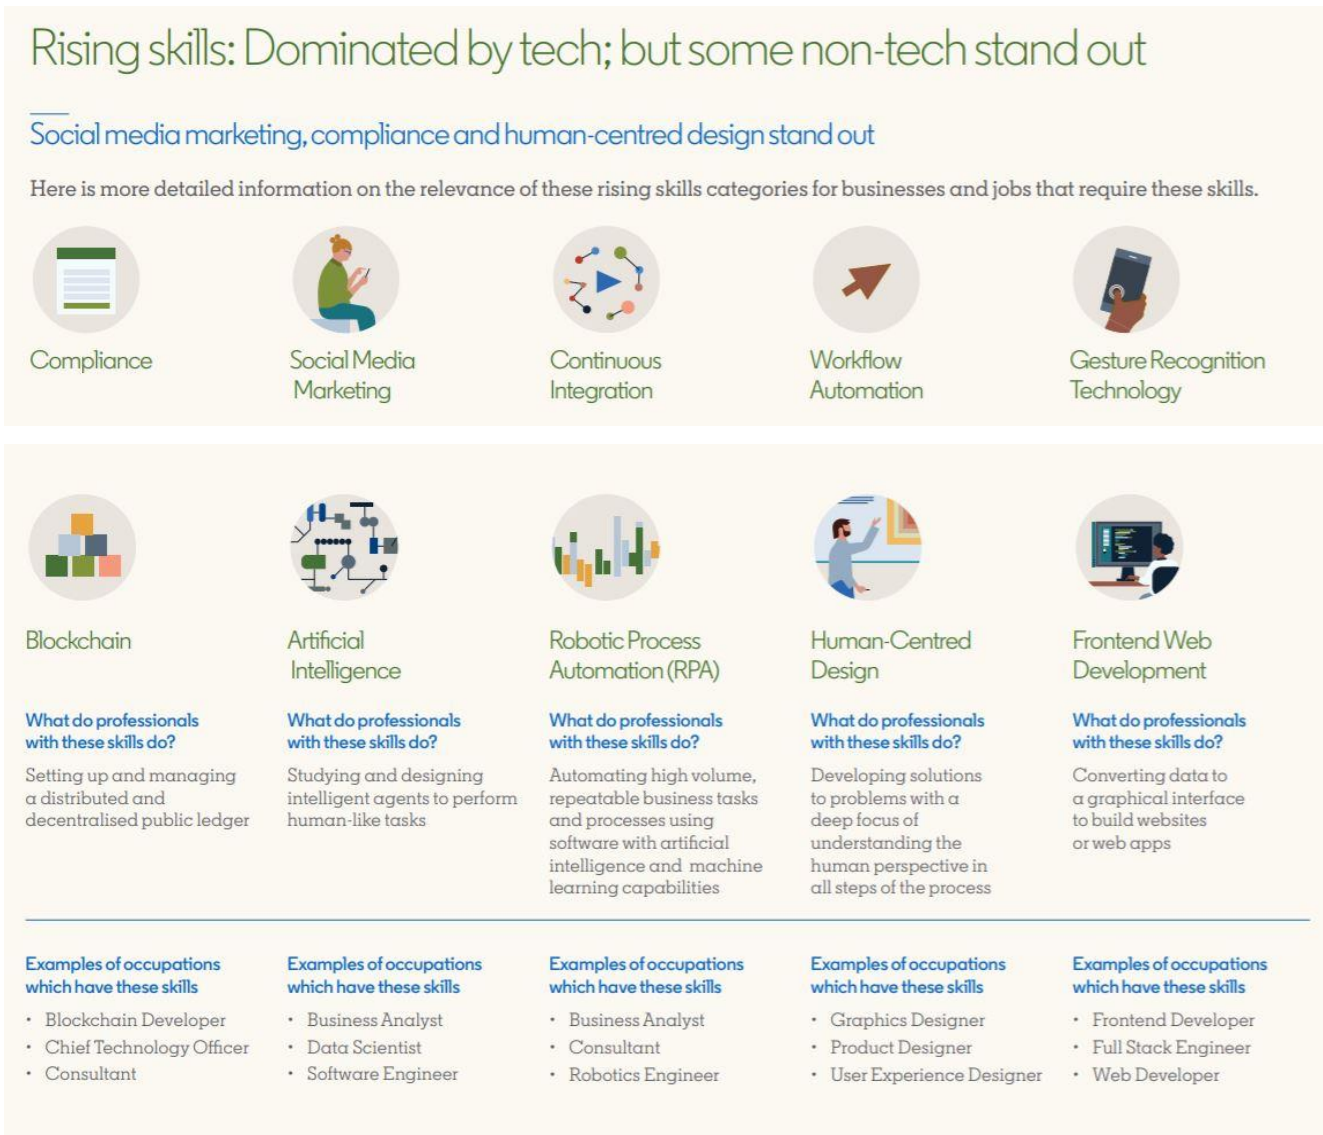 Rising skills: Dominated by tech; but some non-tech stand out
Social media marketing, compliance and human-centred design stand out
Here is more detailed information on the relevance of these rising skills categories for businesses and jobs that require these skills.
Compliance
Social Media
Marketing
Continuous
Integration
Workflow
Automation
Gesture Recognition
Technology
Blockchain
What do professionals
with these skills do?
Setting up and managing
a distributed and
decentralised public ledger
Examples of occupations
which have these skills
• Blockchain Developer
• Chief Technology Officer
• Consultant
Artificial
Intelligence
What do professionals
with these skills do?
Studying and designing
intelligent agents to perform
human-like tasks
Examples of occupations
which have these skills
• Business Analyst
• Data Scientist
• Software Engineer
Robotic Process
Automation (RPA)
What do professionals
with these skills do?
Automating high volume,
repeatable business tasks
and processes using
software with artificial
intelligence and machine
learning capabilities
Examples of occupations
which have these skills
• Business Analyst
• Consultant
• Robotics Engineer
Human-Centred
Design
What do professionals
with these skills do?
Developing solutions
to problems with a
deep focus of
understanding the
human perspective in
all steps of the process
Examples of occupations
which have these skills
• Graphics Designer
• Product Designer
• User Experience Designer
Frontend Web
Development
What do professionals
with these skills do?
Converting data to
a graphical interface
to build websites
or web apps
Examples of occupations
which have these skills
• Frontend Developer
• Full Stack Engineer
• Web Developer